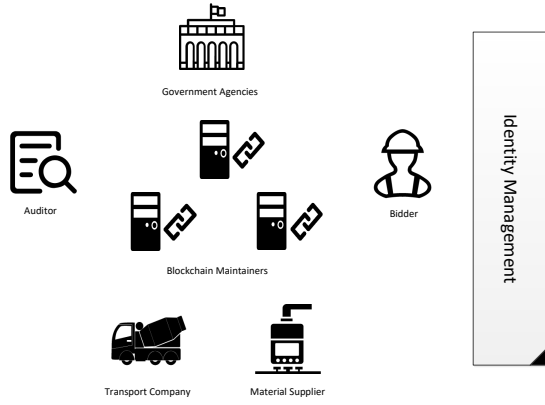 Government Agencies
Auditor
Bidder
Blockchain Maintainers
Transport Company
Material Supplier
Identity Management